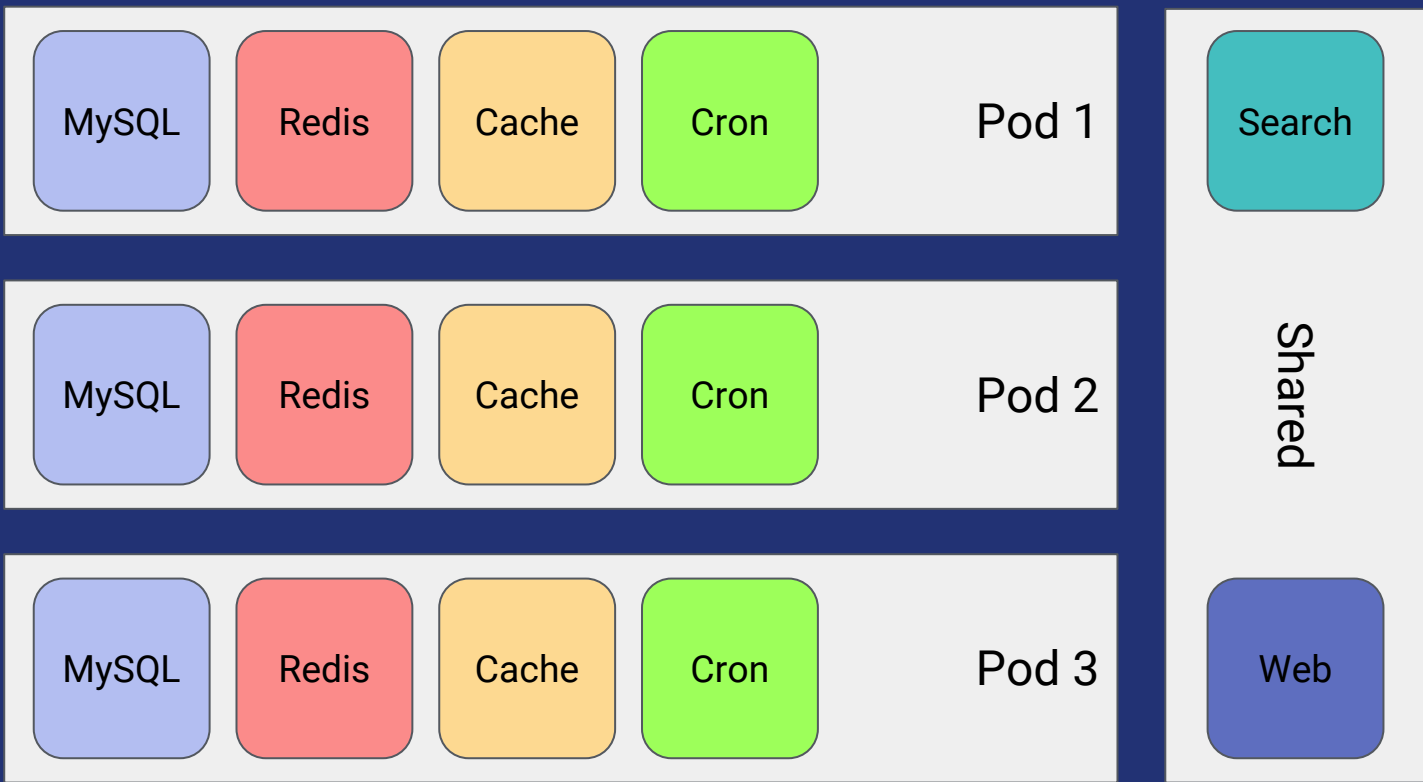 MySQL Redis Cache Cron Pod 1
MySQL Redis Cache Cron Pod 2
MySQL Redis Cache Cron Pod 3
Search
Shared
Web